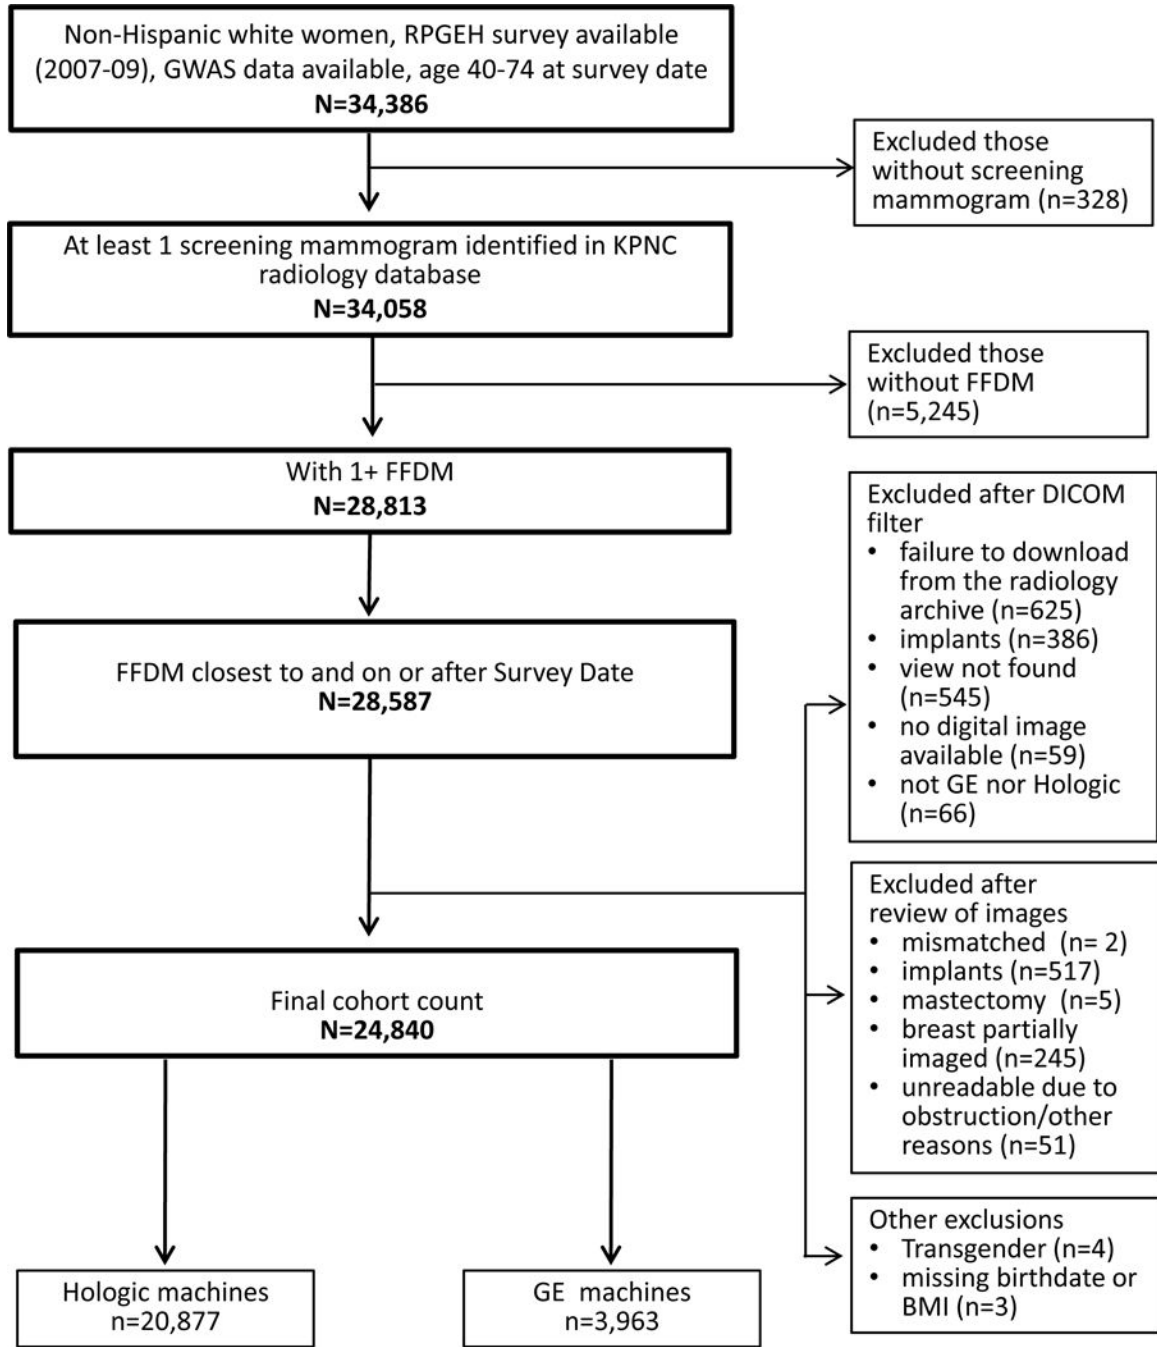 Non-Hispanic white women, RPGEH survey available
(2007-09), GWAS data available, age 40-74 at survey date
N=34,386
Excluded those
without screening
mammogram (n=328)
At least 1 screening mammogram identified in KPNC
radiology database
N=34,058
Excluded those
without FFDM
(n=5,245)
With 1+ FFDM
N=28,813
Excluded after DICOM
filter
• failure to download
from the radiology
archive (n=625)
• implants (n=386)
• view not found
(n=545)
• no digital image
available (n=59)
• not GE nor Hologic
(n=66)
FFDM closest to and on or after Survey Date
N=28,587
Excluded after
review of images
• mismatched (n= 2)
• implants (n=517)
• mastectomy (n=5)
• breast partially
imaged (n=245)
• unreadable due to
obstruction/other
reasons (n=51)
Final cohort count
N=24,840
Other exclusions
• Transgender (n=4)
• missing birthdate or
BMI (n=3)
Hologic machines
n=20,877
GE machines
n=3,963